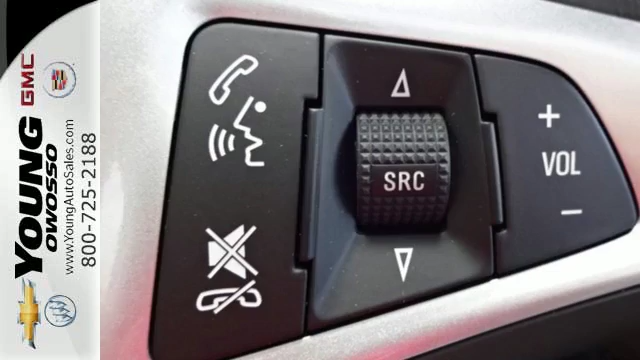 YOUNG
GMC
OWOSSO
www.YoungAutoSales.com
800-725-2188
SRC
+
VOL
-